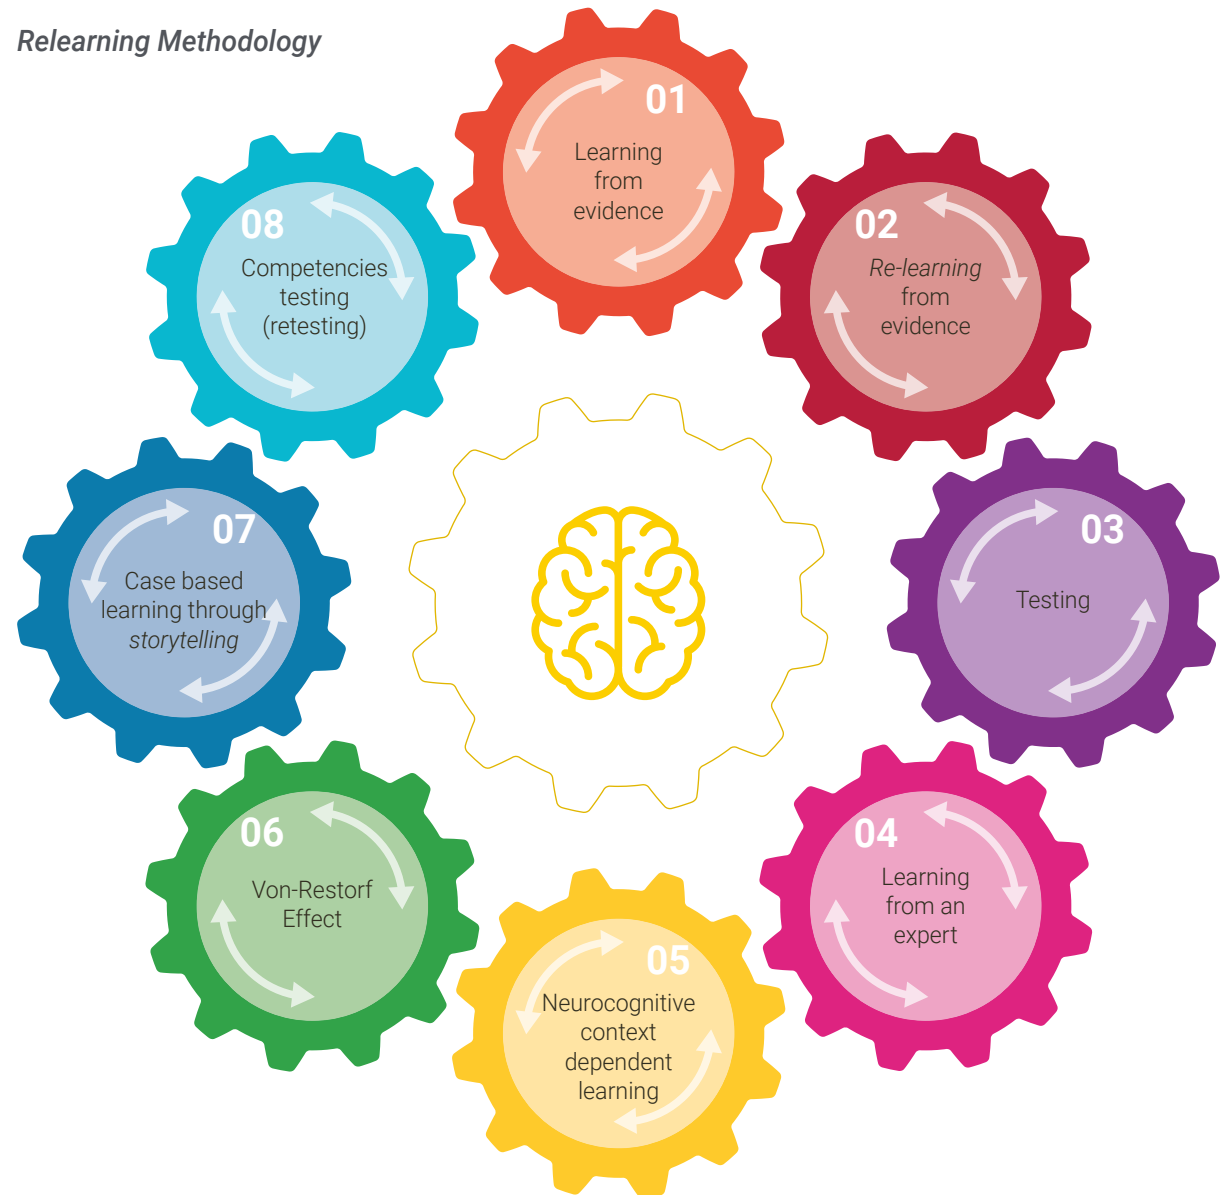 Relearning Methodology
01
Learning
from
evidence
02
Re-learning
from
evidence
03
Testing
04
Learning
from an
expert
05
Neurocognitive
context
dependent
learning
06
Von-Restorf
Effect
07
Case based
learning through
storytelling
08
Competencies
testing
(retesting)